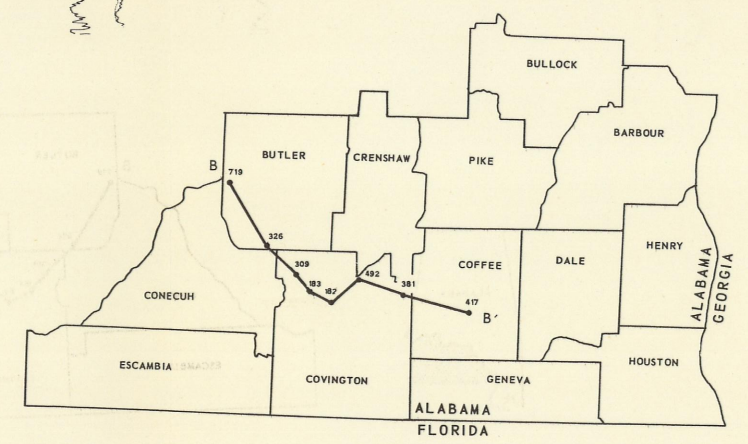 BULLOCK
BARBOUR
BUTLER
CRENSHAW
PIKE
B
719
326
HENRY
ALABAMA
GEORGIA
COFFEE
DALE
309
492
183
182
381
CONECUH
417
B'
ESCAMBIA
HOUSTON
COVINGTON
GENEVA
ALABAMA
FLORIDA